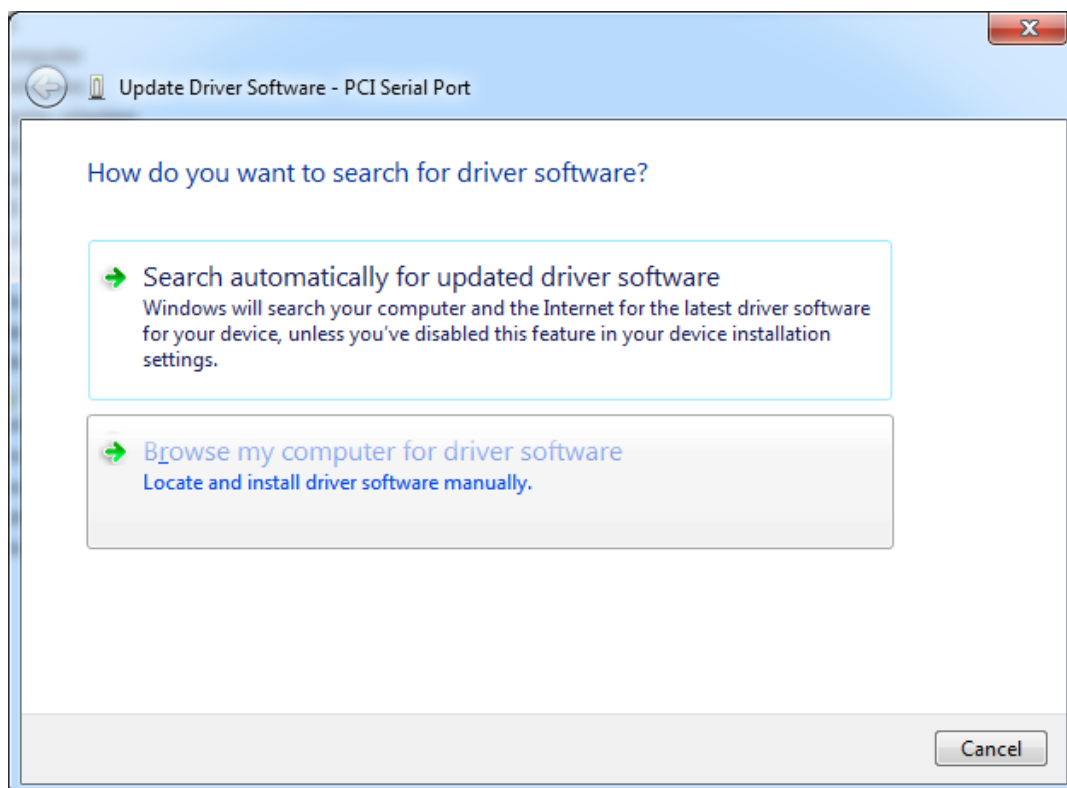 Update Driver Software - PCI Serial Port
How do you want to search for driver software?
Search automatically for updated driver software
Windows will search your computer and the Internet for the latest driver software
for your device, unless you've disabled this feature in your device installation
settings.
Browse my computer for driver software
Locate and install driver software manually.
Cancel